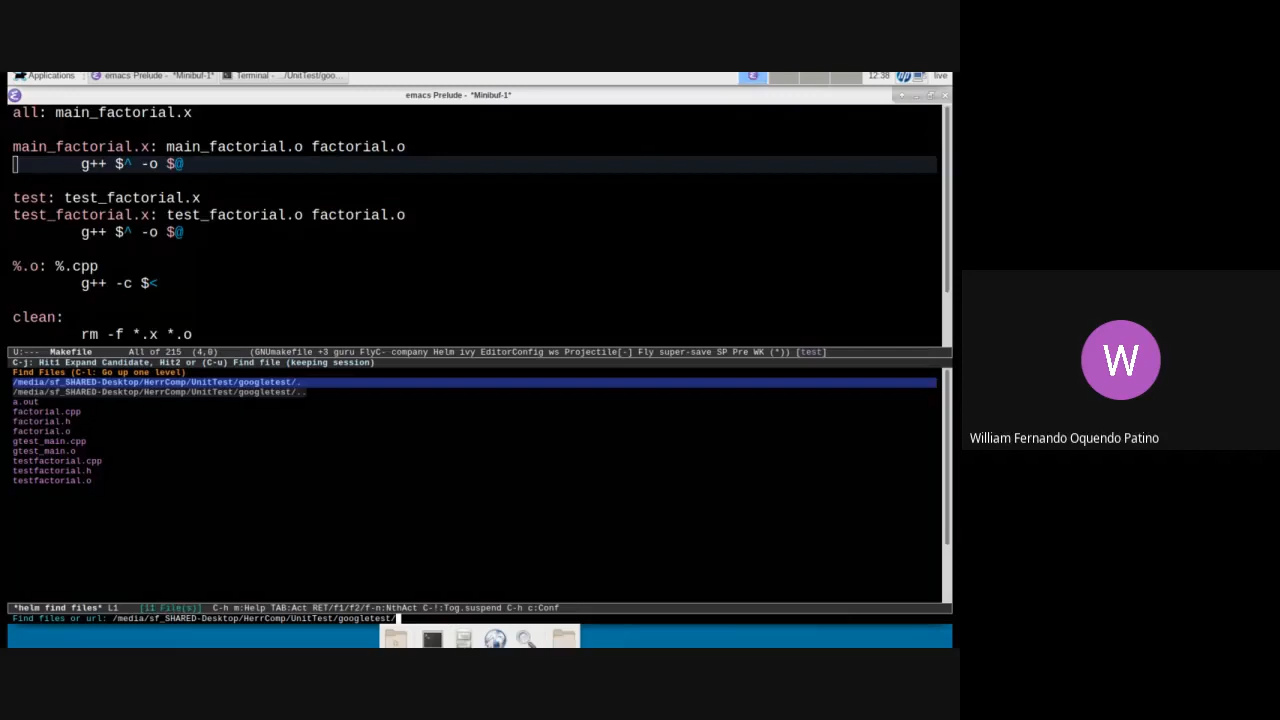 Applications
emacs Prelude - *Minibuf-1*
Terminal - .../UnitTest/goo...
12:38
live
emacs Prelude - *Minibuf-1*
all: main_factorial.x
main_factorial.x: main_factorial.o factorial.o
g++ $^ -o $@
test: test_factorial.x
test_factorial.x: test_factorial.o factorial.o
g++ $^ -o $@
%.o: %.cpp
g++ -c $<
clean:
rm -f *.x *.o
U:--- Makefile All of 215 (4,0) (GNUmakefile +3 guru FlyC- company Helm ivy EditorConfig ws Projectile[-] Fly super-save SP Pre WK (*)) [test]
C-j: Hit1 Expand Candidate, Hit2 or (C-u) Find file (keeping session)
Find Files (C-l: Go up one level)
/media/sf_SHARED-Desktop/HerrComp/UnitTest/googletest/.
/media/sf_SHARED-Desktop/HerrComp/UnitTest/googletest/..
a.out
factorial.cpp
factorial.h
factorial.o
gtest_main.cpp
gtest_main.o
testfactorial.cpp
testfactorial.h
testfactorial.o
*helm find files* L1 [11 File(s)] C-h m:Help TAB:Act RET/f1/f2/f-n:NthAct C-!:Tog.suspend C-h c:Conf
Find files or url: /media/sf_SHARED-Desktop/HerrComp/UnitTest/googletest/
W
William Fernando Oquendo Patino